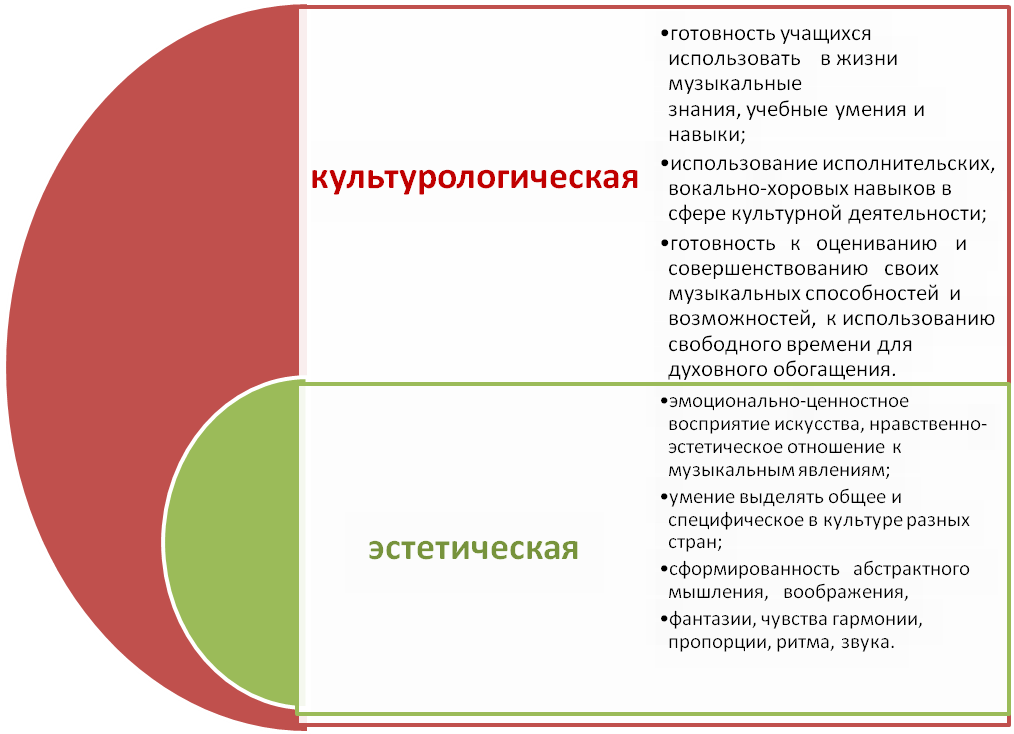 культурологическая
•готовность учащихся
использовать в жизни
музыкальные
знания, учебные умения и
навыки;
•использование исполнительских,
вокально-хоровых навыков в
сфере культурной деятельности;
•готовность к оцениванию и
совершенствованию своих
музыкальных способностей и
возможностей, к использованию
свободного времени для
духовного обогащения.
эстетическая
•эмоционально-ценностное
восприятие искусства, нравственно-
эстетическое отношение к
музыкальным явлениям;
•умение выделять общее и
специфическое в культуре разных
стран;
•сформированность абстрактного
мышления, воображения,
•фантазии, чувства гармонии,
пропорции, ритма, звука.